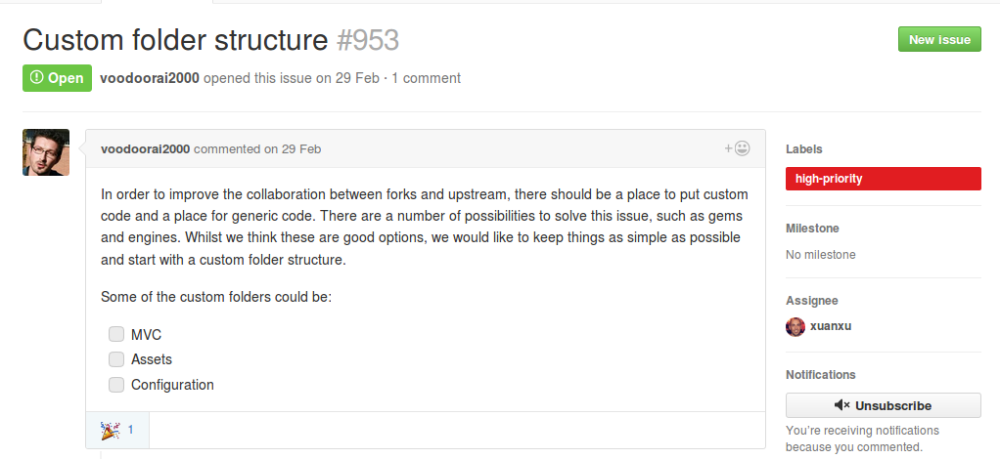 Custom folder structure #953
New issue
Open voodoorai2000 opened this issue on 29 Feb · 1 comment
voodoorai2000 commented on 29 Feb
In order to improve the collaboration between forks and upstream, there should be a place to put custom
code and a place for generic code. There are a number of possibilities to solve this issue, such as gems
and engines. Whilst we think these are good options, we would like to keep things as simple as possible
and start with a custom folder structure.
Some of the custom folders could be:
MVC
Assets
Configuration
1
Labels
high-priority
Milestone
No milestone
Assignee
xuanxu
Notifications
Unsubscribe
You’re receiving notifications
because you commented.